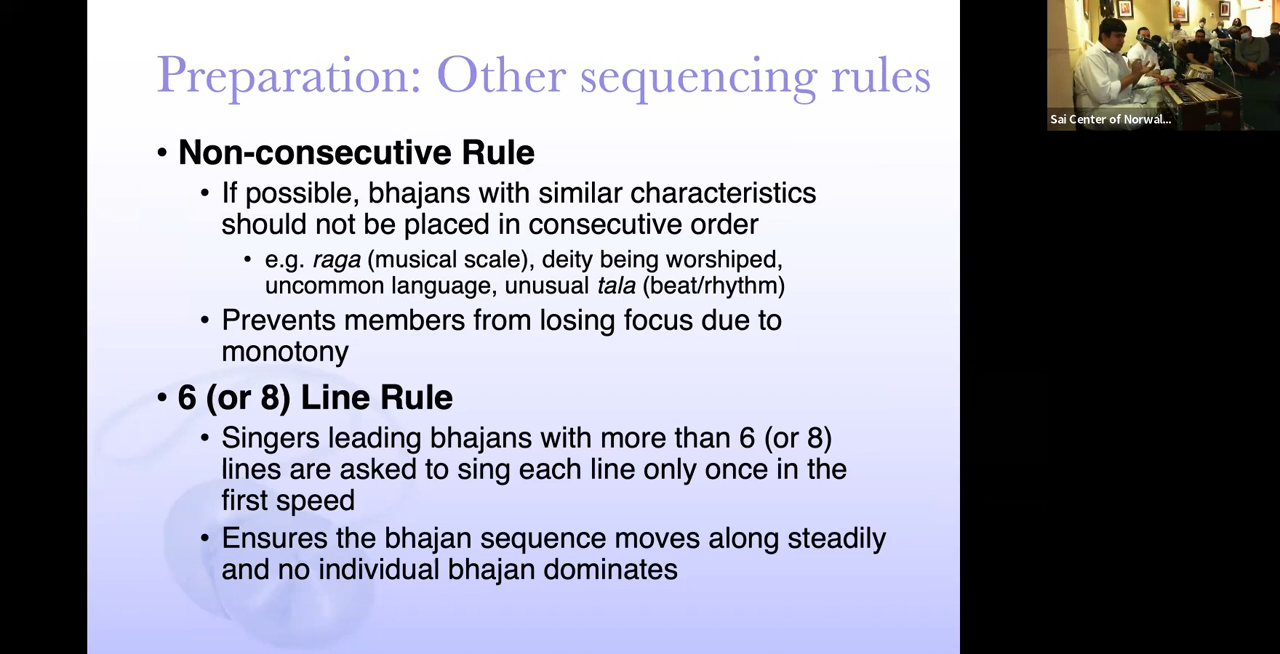 Preparation: Other sequencing rules
• Non-consecutive Rule
• If possible, bhajans with similar characteristics
should not be placed in consecutive order
• e.g. raga (musical scale), deity being worshiped,
uncommon language, unusual tala (beat/rhythm)
• Prevents members from losing focus due to
monotony
• 6 (or 8) Line Rule
• Singers leading bhajans with more than 6 (or 8)
lines are asked to sing each line only once in the
first speed
• Ensures the bhajan sequence moves along steadily
and no individual bhajan dominates
Sai Center of Norwal...